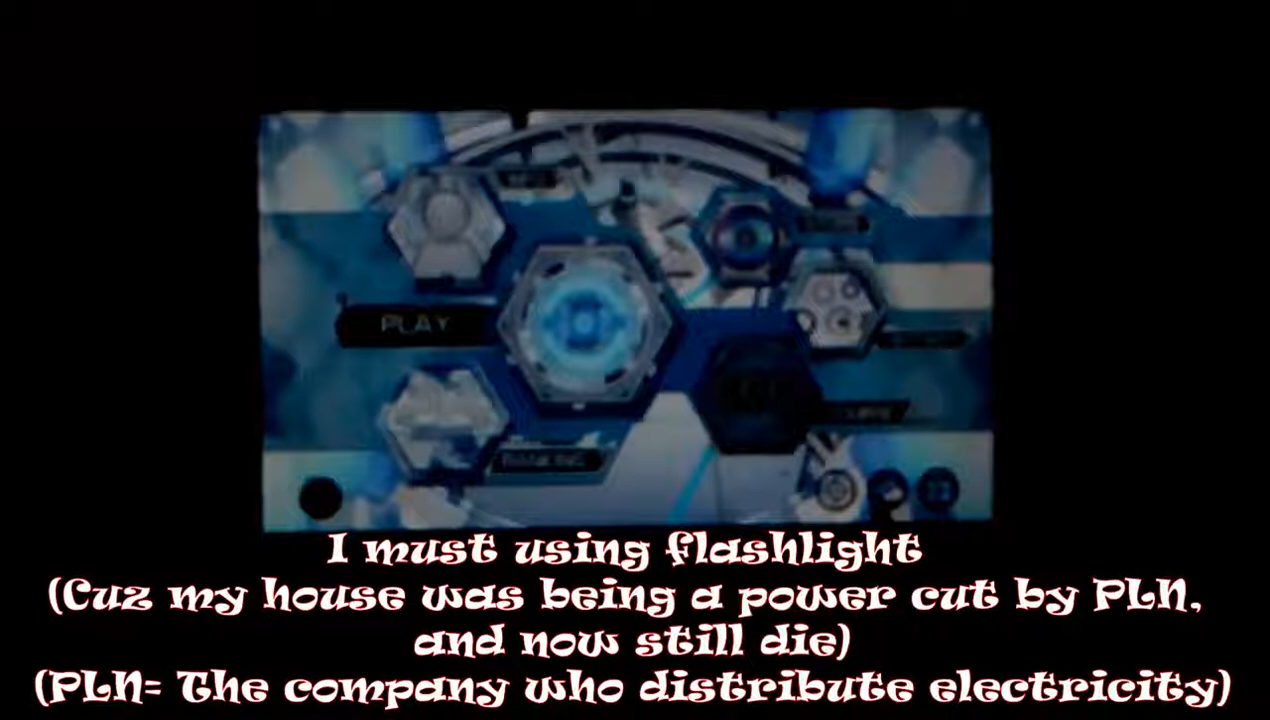 PLAY
I must using flashlight
(Cuz my house was being a power cut by PLN,
and now still die)
(PLN= The company who distribute electricity)